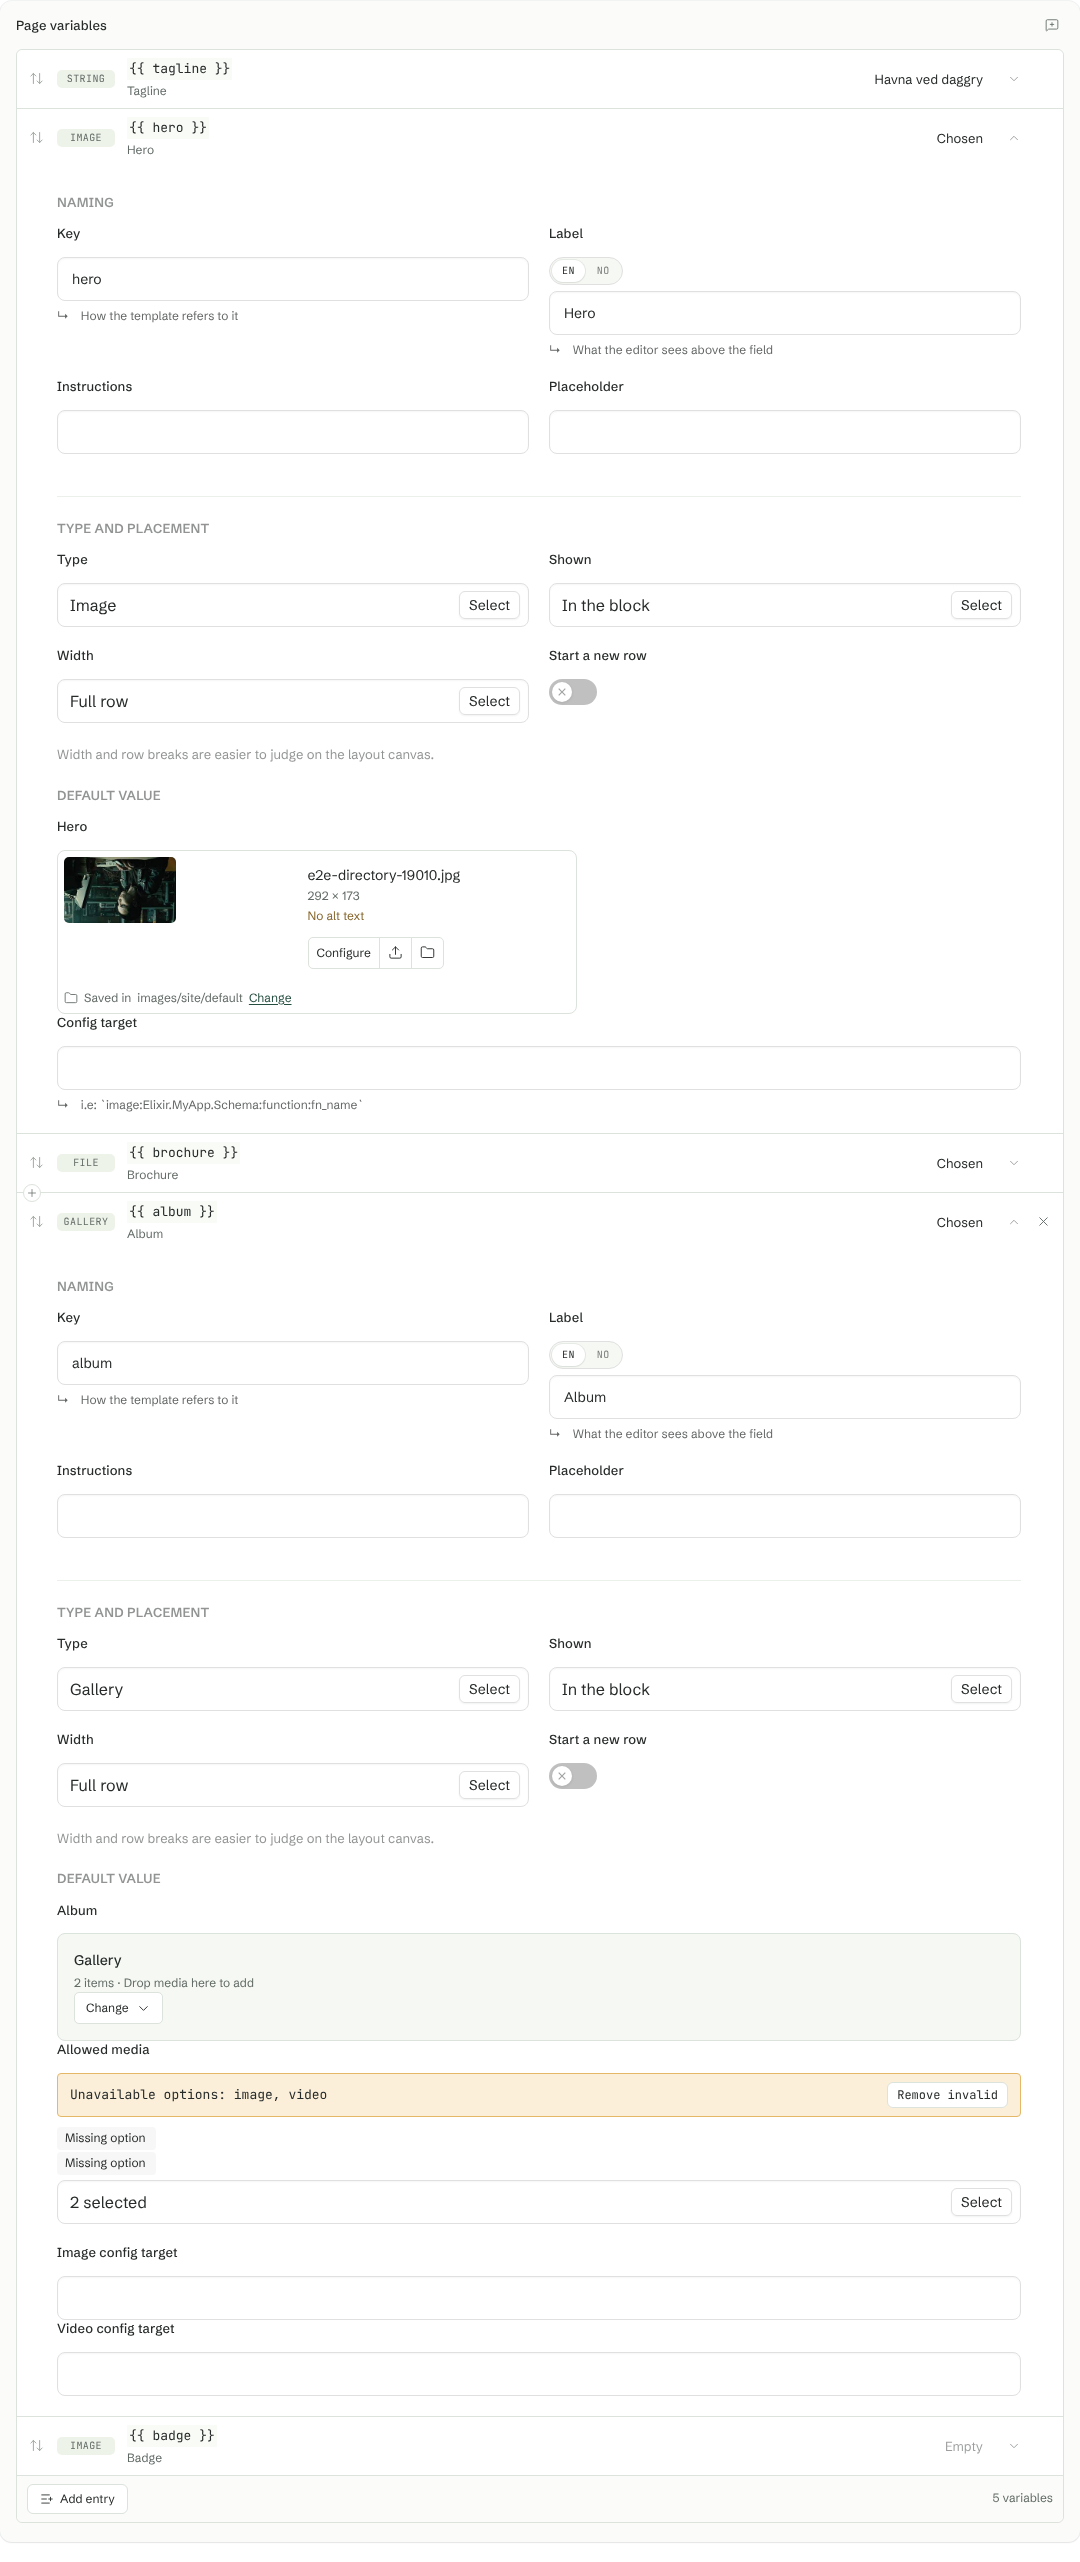 Page variables
STRING
{{ tagline }}
Tagline
Havna ved daggry
IMAGE
{{ hero }}
Hero
Chosen
NAMING
Key
Label
EN NO
hero
Hero
How the template refers to it
What the editor sees above the field
Instructions
Placeholder
TYPE AND PLACEMENT
Type
Shown
Image
Select
In the block
Select
Width
Start a new row
Full row
Select
Width and row breaks are easier to judge on the layout canvas.
DEFAULT VALUE
Hero
e2e-directory-19010.jpg
292 × 173
No alt text
Configure
Saved in images/site/default Change
Config target
i.e: `image:Elixir.MyApp.Schema:function:fn_name`
FILE
{{ brochure }}
Brochure
Chosen
GALLERY
{{ album }}
Album
Chosen
NAMING
Key
Label
EN NO
album
Album
How the template refers to it
What the editor sees above the field
Instructions
Placeholder
TYPE AND PLACEMENT
Type
Shown
Gallery
Select
In the block
Select
Width
Start a new row
Full row
Select
Width and row breaks are easier to judge on the layout canvas.
DEFAULT VALUE
Album
Gallery
2 items · Drop media here to add
Change
Allowed media
Unavailable options: image, video
Remove invalid
Missing option
Missing option
2 selected
Select
Image config target
Video config target
IMAGE
{{ badge }}
Badge
Empty
Add entry
5 variables